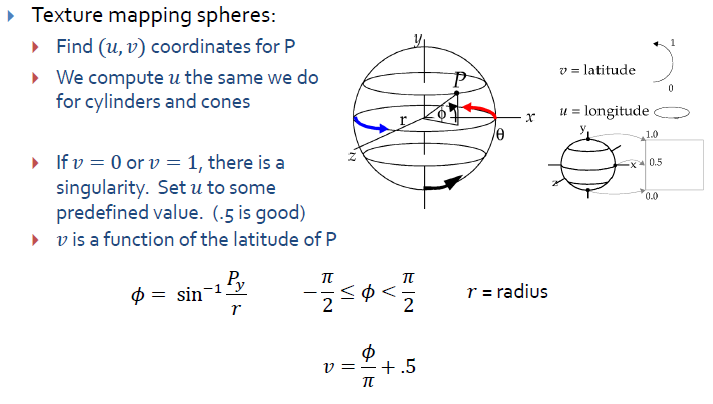 Texture mapping spheres:
Find (u, v) coordinates for P
We compute u the same we do
for cylinders and cones
If v = 0 or v = 1, there is a
singularity. Set u to some
predefined value. (.5 is good)
v is a function of the latitude of P
y
P
r
ϕ
x
θ
z
v = latitude
1
0
u = longitude
y
1.0
x
0.5
z
0.0
ϕ = sin⁻¹ P_y / r
−π/2 ≤ ϕ < π/2
r = radius
v = ϕ/π + .5